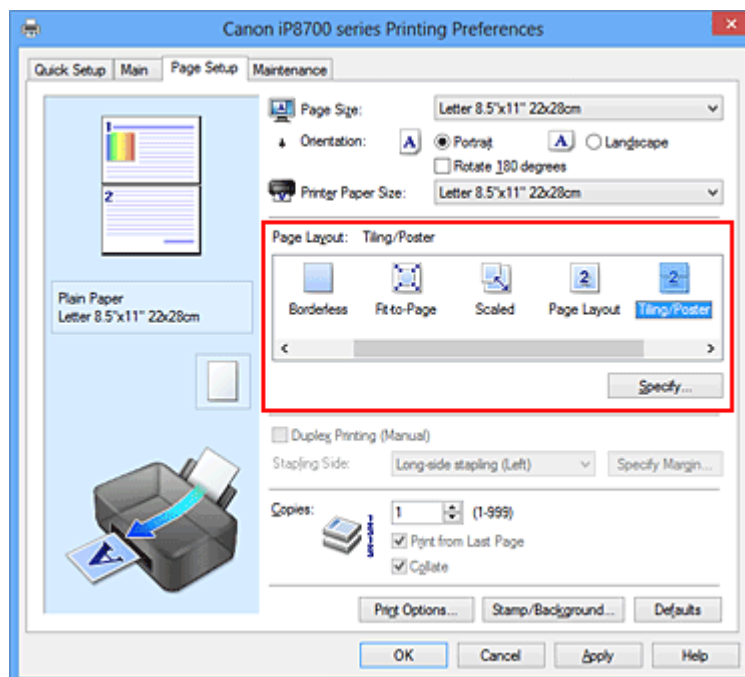 Canon iP8700 series Printing Preferences
Quick Setup Main Page Setup Maintenance
1
2
Plain Paper
Letter 8.5"x11" 22x28cm
A
Page Size: Letter 8.5"x11" 22x28cm
Orientation: A Portrait A Landscape
Rotate 180 degrees
Printer Paper Size: Letter 8.5"x11" 22x28cm
Page Layout: Tiling/Poster
2 2
Borderless Fit-to-Page Scaled Page Layout Tiling/Poster
Specify...
Duplex Printing (Manual)
Stapling Side: Long-side stapling (Left) Specify Margin...
Copies: 1 (1-999)
Print from Last Page
Collate
Print Options... Stamp/Background... Defaults
OK Cancel Apply Help